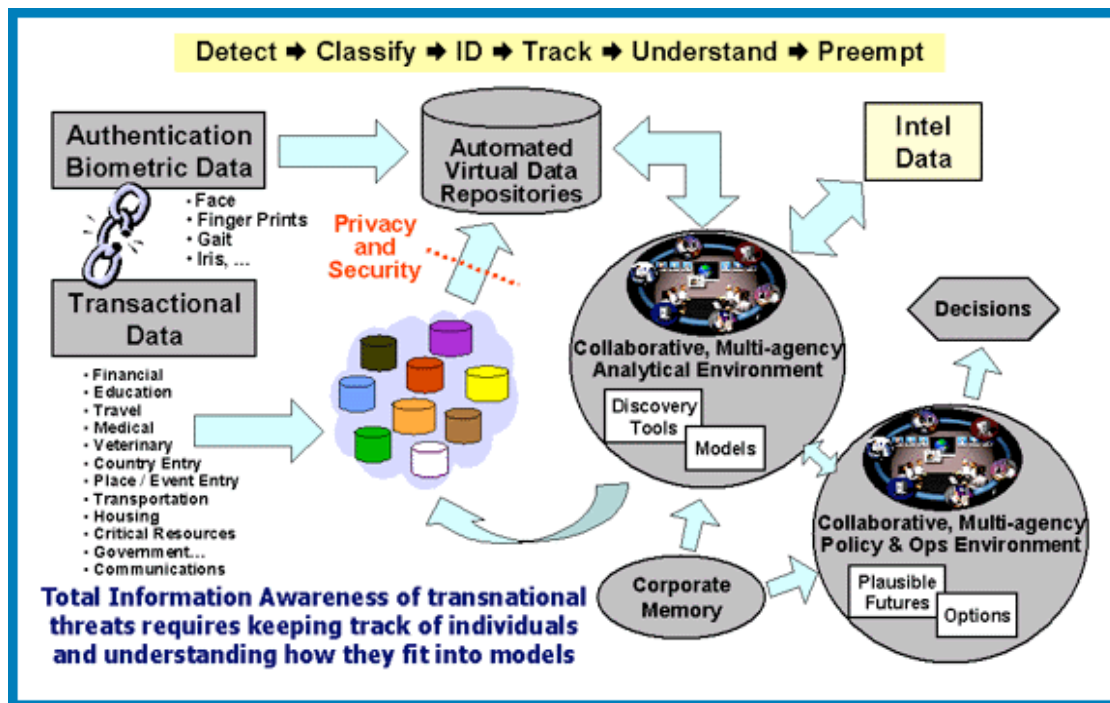 Detect ➔ Classify ➔ ID ➔ Track ➔ Understand ➔ Preempt
Authentication
Biometric Data
• Face
• Finger Prints
• Gait
• Iris, ...
Transactional
Data
• Financial
• Education
• Travel
• Medical
• Veterinary
• Country Entry
• Place / Event Entry
• Transportation
• Housing
• Critical Resources
• Government...
• Communications
Automated
Virtual Data
Repositories
Privacy
and
Security
Intel
Data
Collaborative, Multi-agency
Analytical Environment
Discovery
Tools
Models
Decisions
Collaborative, Multi-agency
Policy & Ops Environment
Plausible
Futures
Options
Corporate
Memory
Total Information Awareness of transnational
threats requires keeping track of individuals
and understanding how they fit into models